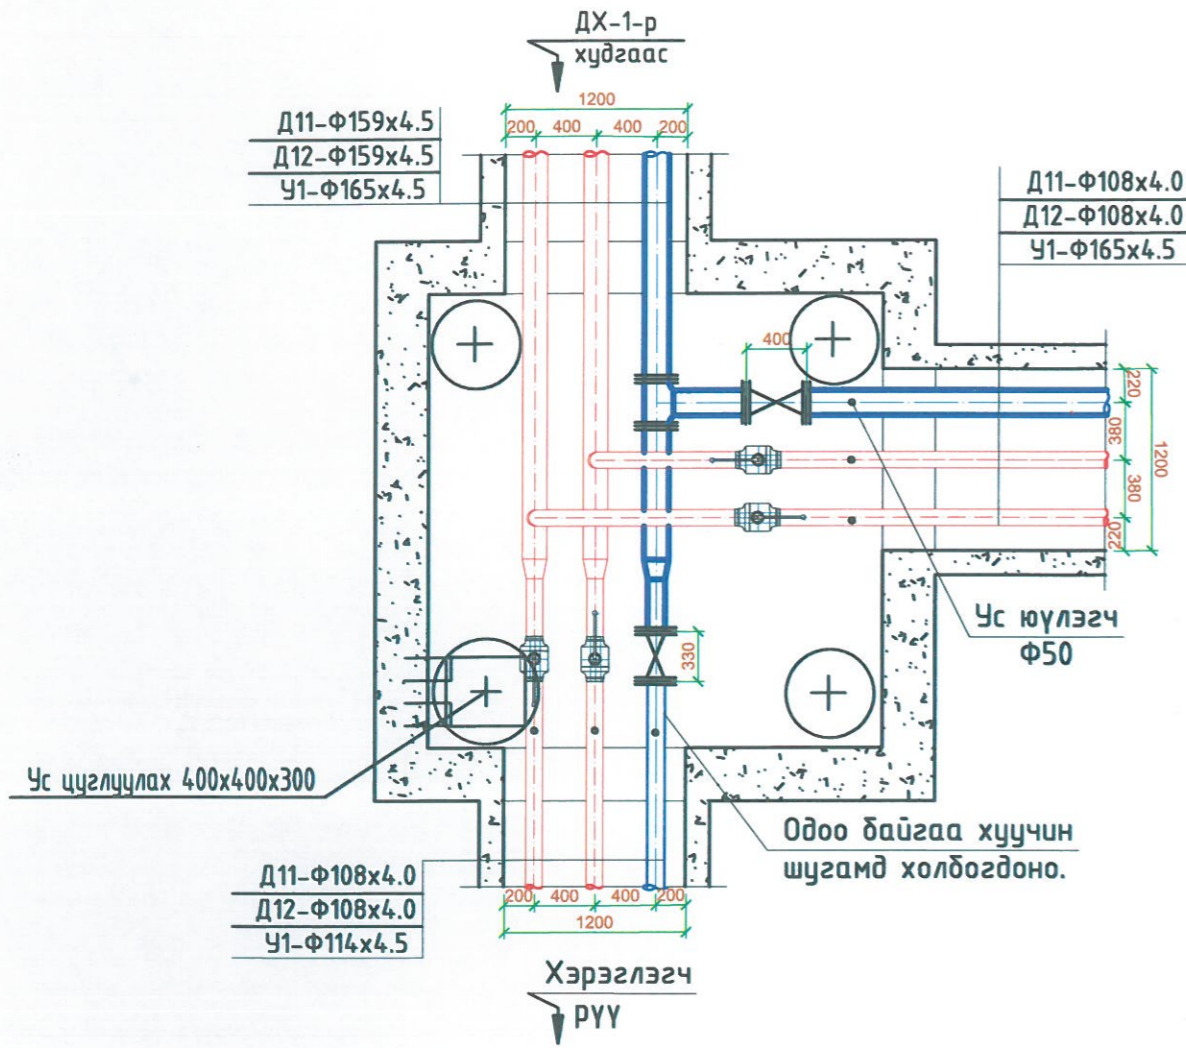 ДХ-1-р
худгаас
1200
200 400 400 200
Д11-Ф159х4.5
Д12-Ф159х4.5
У1-Ф165х4.5
Д11-Ф108х4.0
Д12-Ф108х4.0
У1-Ф165х4.5
400
220
380
1200
380
220
Ус юүлэгч
Ф50
330
Ус цуглуулах 400х400х300
Одоо байгаа хуучин
шугамд холбогдоно.
Д11-Ф108х4.0
Д12-Ф108х4.0
У1-Ф114х4.5
200 400 400 200
1200
Хэрэглэгч
РҮҮ